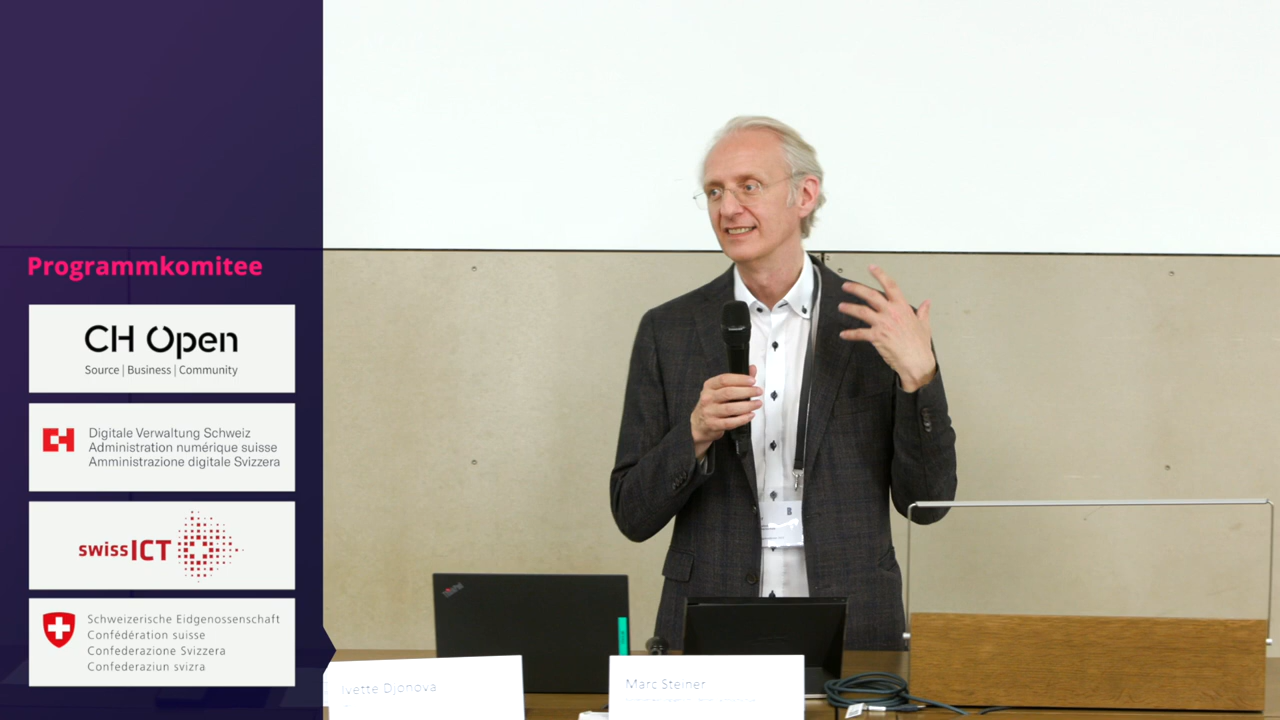 Programmkomitee
CH Open
Source | Business | Community
Digitale Verwaltung Schweiz
Administration numérique suisse
Amministrazione digitale Svizzera
swissICT
Schweizerische Eidgenossenschaft
Confédération suisse
Confederazione Svizzera
Confederaziun svizra
Ivette Djonova
Marc Steiner